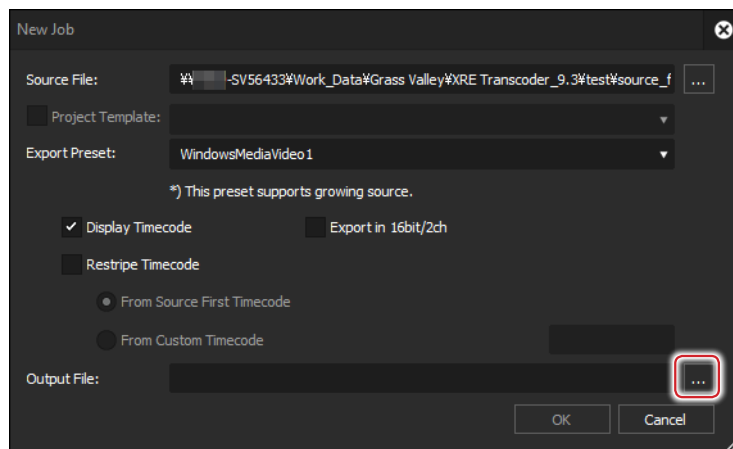 New Job
Source File:
-SV56433¥Work_Data¥Grass Valley¥XRE Transcoder_9.3¥test¥source_f
...
Project Template:
Export Preset:
WindowsMediaVideo1
*) This preset supports growing source.
Display Timecode
Export in 16bit/2ch
Restripe Timecode
From Source First Timecode
From Custom Timecode
Output File:
...
OK
Cancel